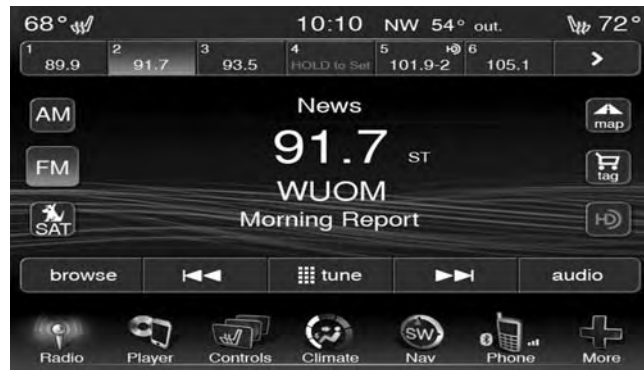 68° 10:10 NW 54° out. 72°
1 2 3 4 5 HD 6
89.9 91.7 93.5 HOLD to Set 101.9-2 105.1 >
News
AM map
91.7 ST
FM tag
WUOM
SAT Morning Report HD
browse tune audio
SW
Radio Player Controls Climate Nav Phone More